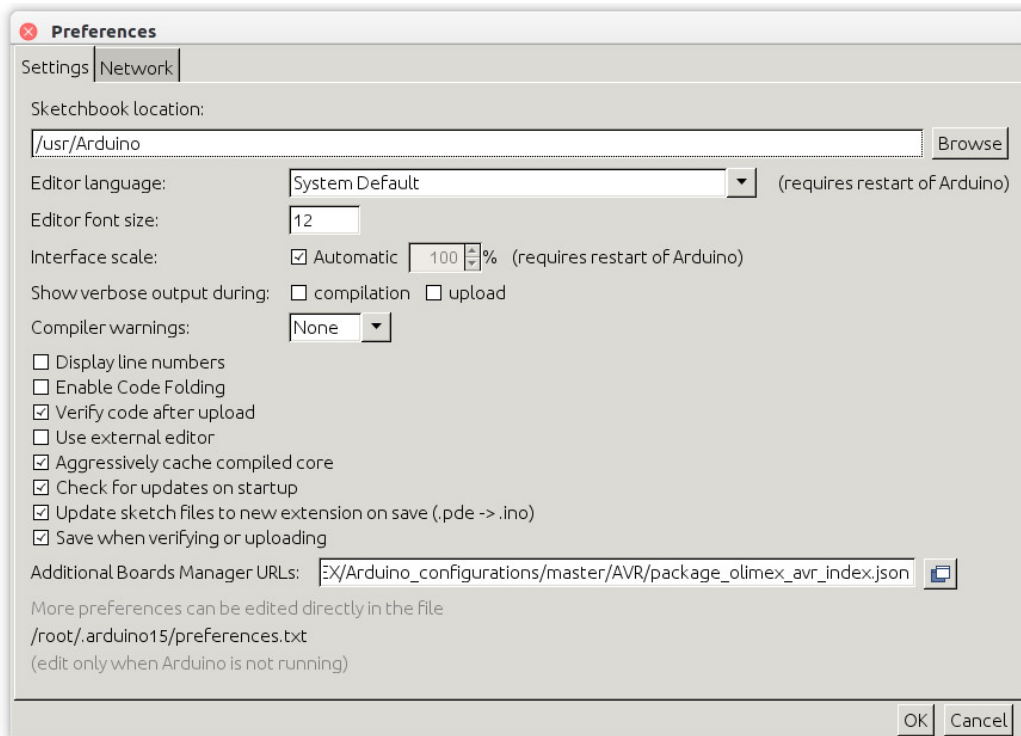 Preferences
Settings Network
Sketchbook location:
/usr/Arduino Browse
Editor language: System Default (requires restart of Arduino)
Editor font size: 12
Interface scale: Automatic 100 % (requires restart of Arduino)
Show verbose output during: compilation upload
Compiler warnings: None
Display line numbers
Enable Code Folding
Verify code after upload
Use external editor
Aggressively cache compiled core
Check for updates on startup
Update sketch files to new extension on save (.pde -> .ino)
Save when verifying or uploading
Additional Boards Manager URLs: EX/Arduino_configurations/master/AVR/package_olimex_avr_index.json
More preferences can be edited directly in the file
/root/.arduino15/preferences.txt
(edit only when Arduino is not running)
OK Cancel